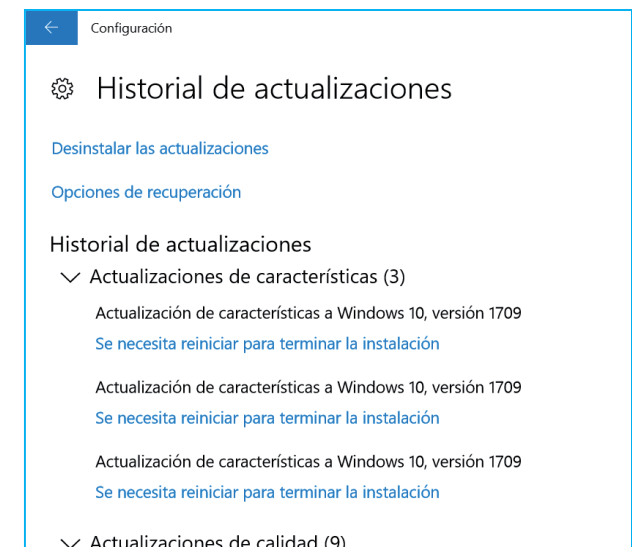 Configuración
Historial de actualizaciones
Desinstalar las actualizaciones
Opciones de recuperación
Historial de actualizaciones
Actualizaciones de características (3)
Actualización de características a Windows 10, versión 1709
Se necesita reiniciar para terminar la instalación
Actualización de características a Windows 10, versión 1709
Se necesita reiniciar para terminar la instalación
Actualización de características a Windows 10, versión 1709
Se necesita reiniciar para terminar la instalación
Actualizaciones de calidad (9)